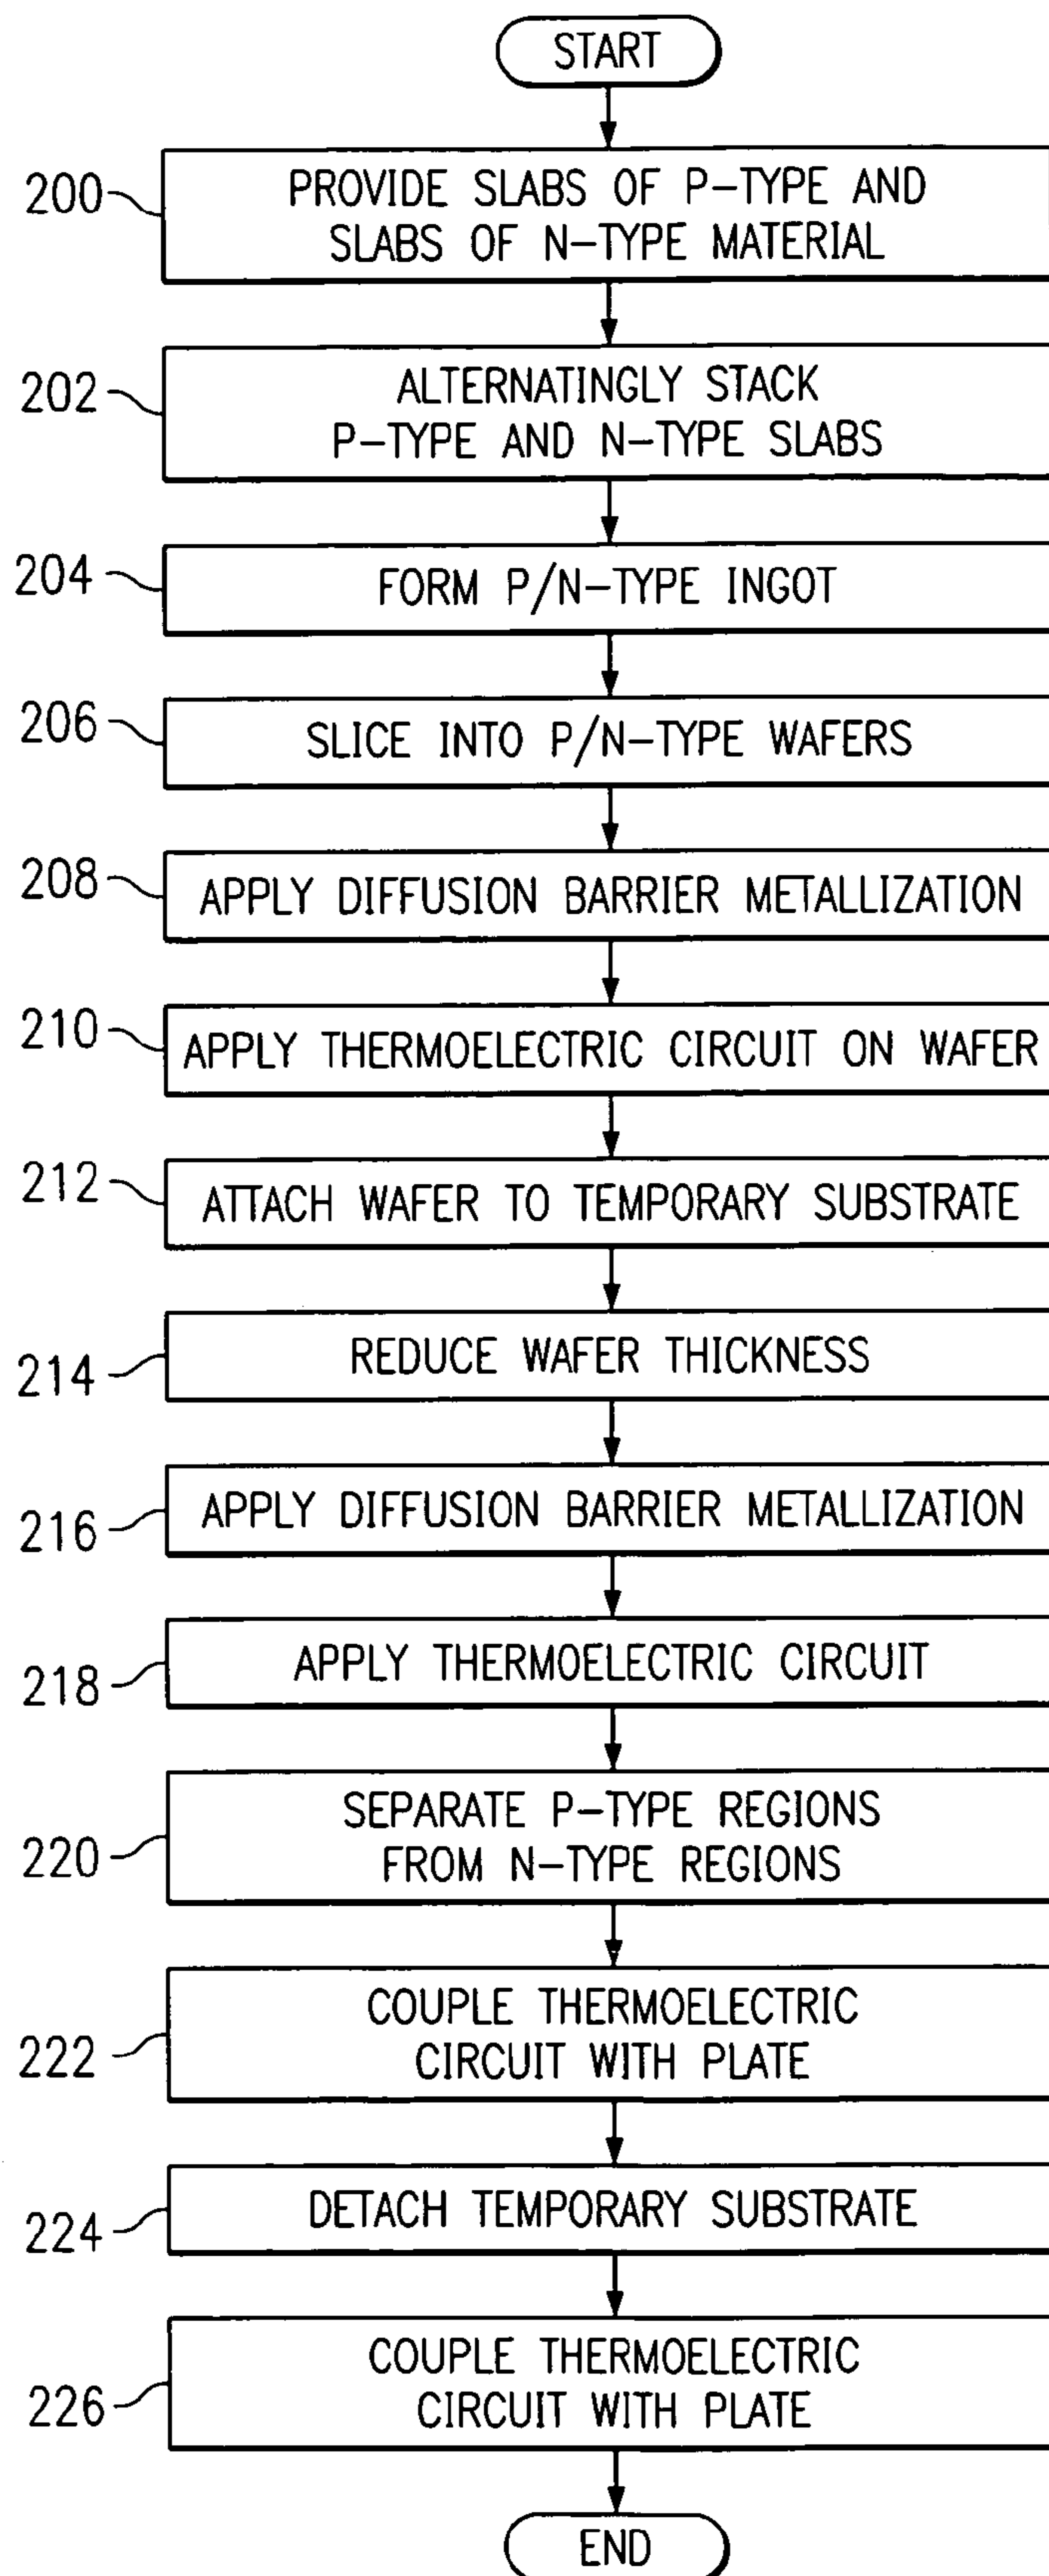 START
200
PROVIDE SLABS OF P-TYPE AND
SLABS OF N-TYPE MATERIAL
202
ALTERNATINGLY STACK
P-TYPE AND N-TYPE SLABS
204
FORM P/N-TYPE INGOT
206
SLICE INTO P/N-TYPE WAFERS
208
APPLY DIFFUSION BARRIER METALLIZATION
210
APPLY THERMOELECTRIC CIRCUIT ON WAFER
212
ATTACH WAFER TO TEMPORARY SUBSTRATE
214
REDUCE WAFER THICKNESS
216
APPLY DIFFUSION BARRIER METALLIZATION
218
APPLY THERMOELECTRIC CIRCUIT
220
SEPARATE P-TYPE REGIONS
FROM N-TYPE REGIONS
222
COUPLE THERMOELECTRIC
CIRCUIT WITH PLATE
224
DETACH TEMPORARY SUBSTRATE
226
COUPLE THERMOELECTRIC
CIRCUIT WITH PLATE
END